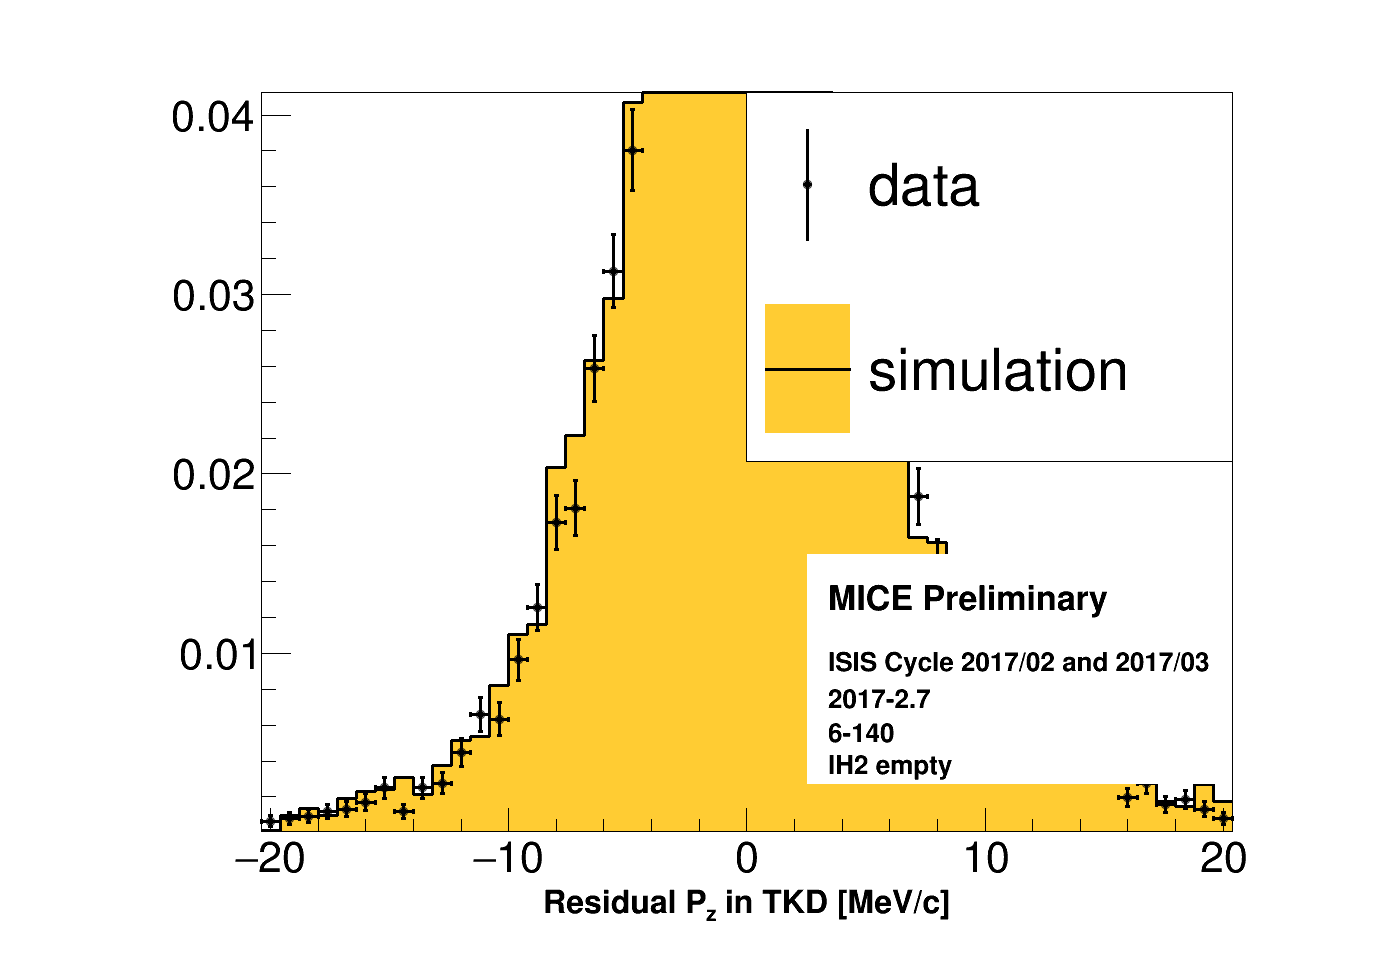 0.04
0.03
0.02
0.01
data
simulation
MICE Preliminary
ISIS Cycle 2017/02 and 2017/03
2017-2.7
6-140
IH2 empty
−20 −10 0 10 20
Residual Pz in TKD [MeV/c]